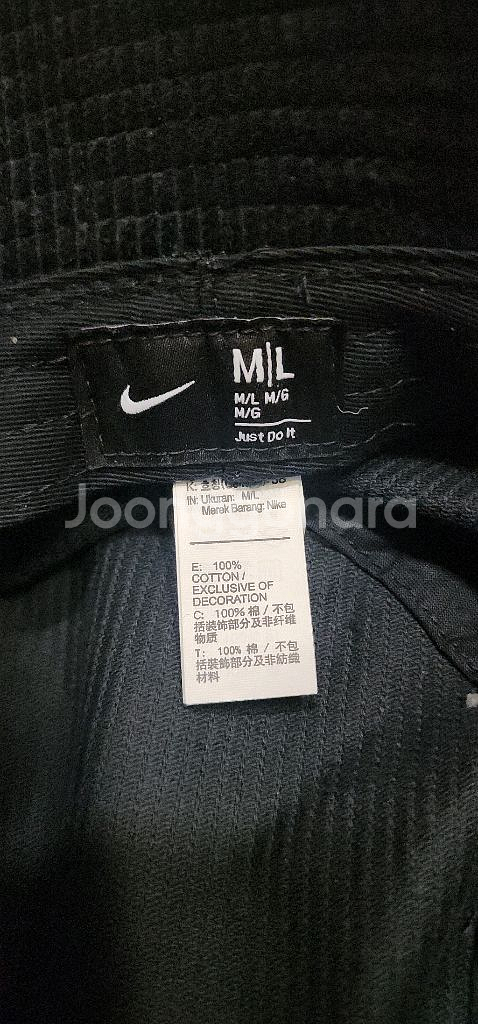 M|L
M/L M/G
M/G
Just Do It
IN: Ukuran: M/L
Merek Barang: Nike
E: 100%
COTTON /
EXCLUSIVE OF
DECORATION
C: 100% 棉 / 不包
括装饰部分及非纤维
物质
T: 100% 棉 / 不包
括裝飾部分及非紡織
材料